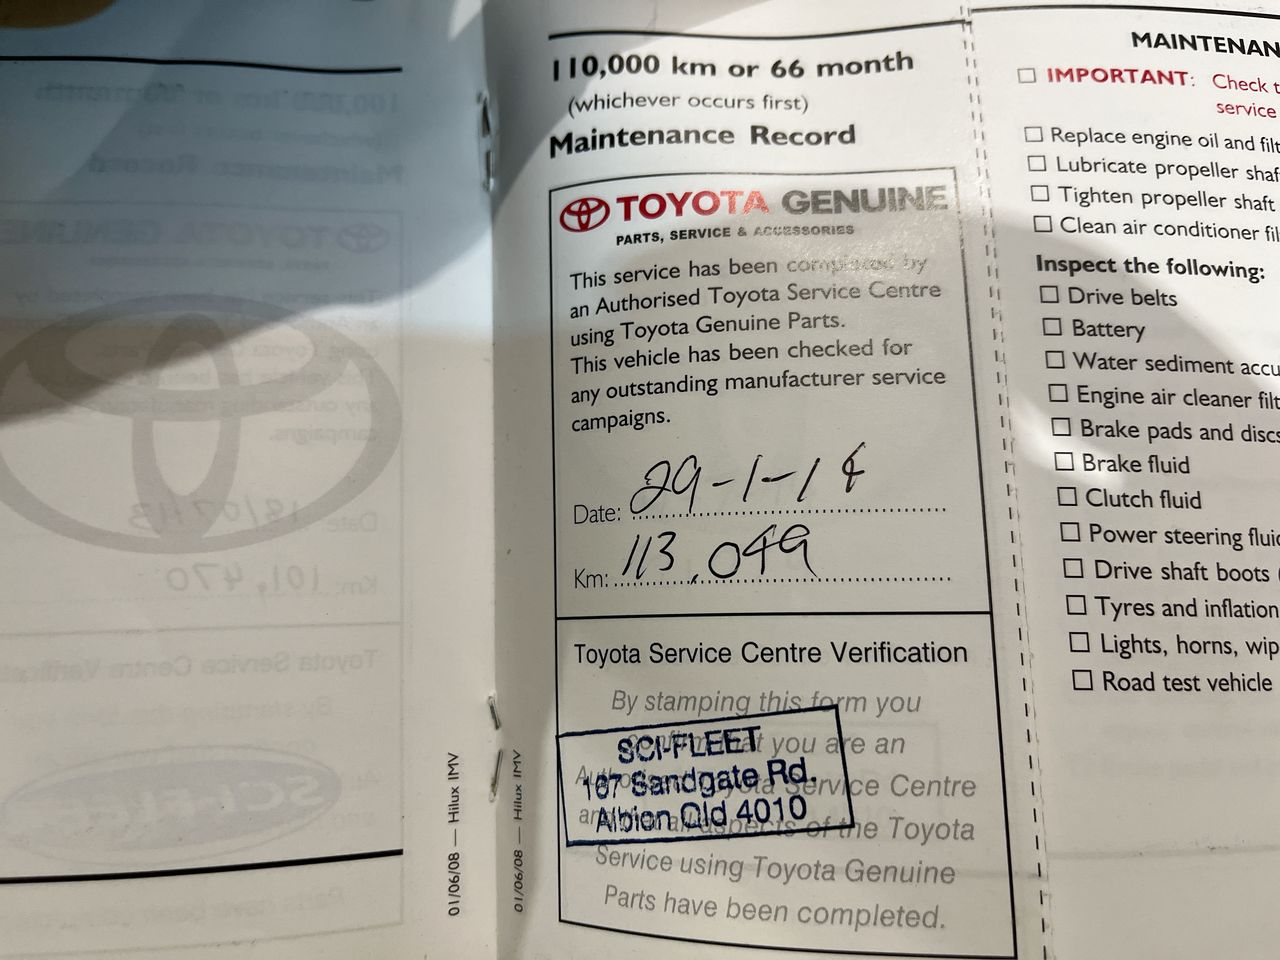 110,000 km or 66 month
(whichever occurs first)
Maintenance Record
TOYOTA GENUINE
PARTS, SERVICE & ACCESSORIES
This service has been completed by
an Authorised Toyota Service Centre
using Toyota Genuine Parts.
This vehicle has been checked for
any outstanding manufacturer service
campaigns.
Date: 29-1-14
Km: 113,049
Toyota Service Centre Verification
By stamping this form you
confirm that you are an
Authorised Toyota Service Centre
and that all aspects of the Toyota
Service using Toyota Genuine
Parts have been completed.
SCI-FLEET
167 Sandgate Rd.
Albion Qld 4010
01/06/08 — Hilux IMV
01/06/08 — Hilux IMV
MAINTENAN
IMPORTANT: Check t
service
Replace engine oil and filt
Lubricate propeller shaf
Tighten propeller shaft
Clean air conditioner fil
Inspect the following:
Drive belts
Battery
Water sediment accu
Engine air cleaner filt
Brake pads and discs
Brake fluid
Clutch fluid
Power steering fluid
Drive shaft boots (
Tyres and inflation
Lights, horns, wip
Road test vehicle